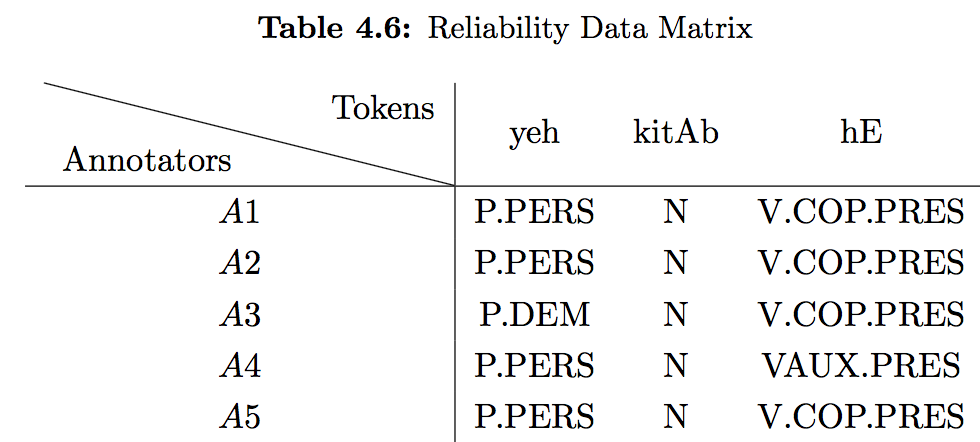 Table 4.6: Reliability Data Matrix
Tokens
Annotators
yeh kitAb hE
A1 P.PERS N V.COP.PRES
A2 P.PERS N V.COP.PRES
A3 P.DEM N V.COP.PRES
A4 P.PERS N VAUX.PRES
A5 P.PERS N V.COP.PRES